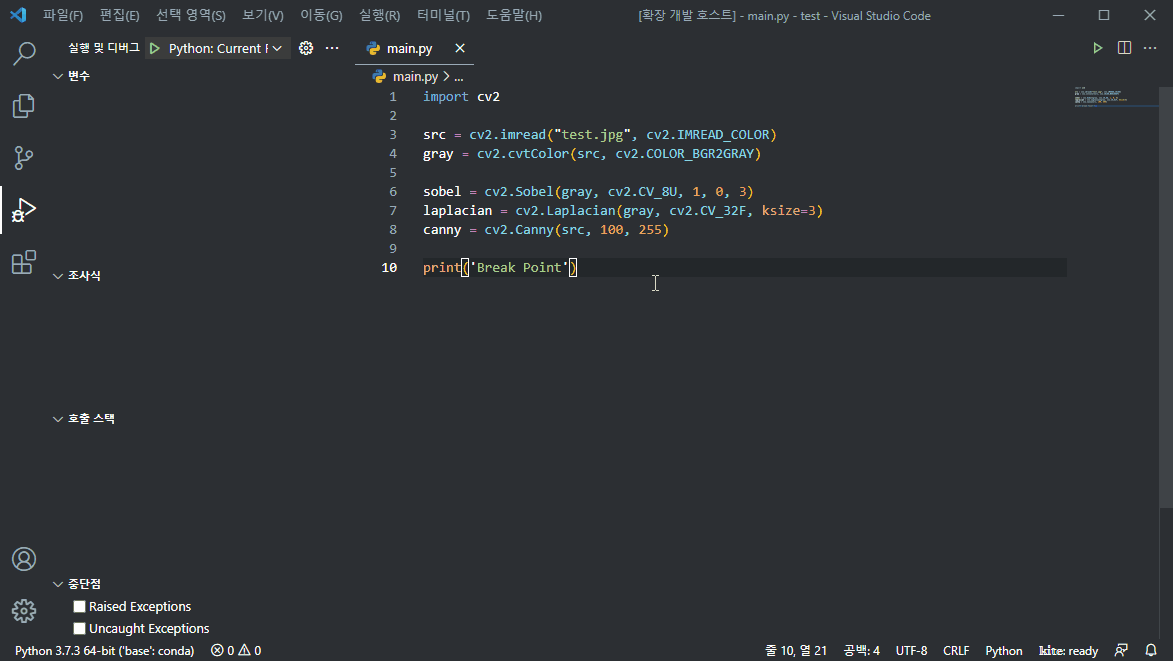 파일(F) 편집(E) 선택 영역(S) 보기(V) 이동(G) 실행(R) 터미널(T) 도움말(H) [확장 개발 호스트] - main.py - test - Visual Studio Code
실행 및 디버그 Python: Current F main.py
변수
main.py > ...
1 import cv2
2
3 src = cv2.imread("test.jpg", cv2.IMREAD_COLOR)
4 gray = cv2.cvtColor(src, cv2.COLOR_BGR2GRAY)
5
6 sobel = cv2.Sobel(gray, cv2.CV_8U, 1, 0, 3)
7 laplacian = cv2.Laplacian(gray, cv2.CV_32F, ksize=3)
8 canny = cv2.Canny(src, 100, 255)
9
10 print('Break Point')
조사식
호출 스택
중단점
Raised Exceptions
Uncaught Exceptions
Python 3.7.3 64-bit ('base': conda) 0 0 줄 10, 열 21 공백: 4 UTF-8 CRLF Python kite: ready